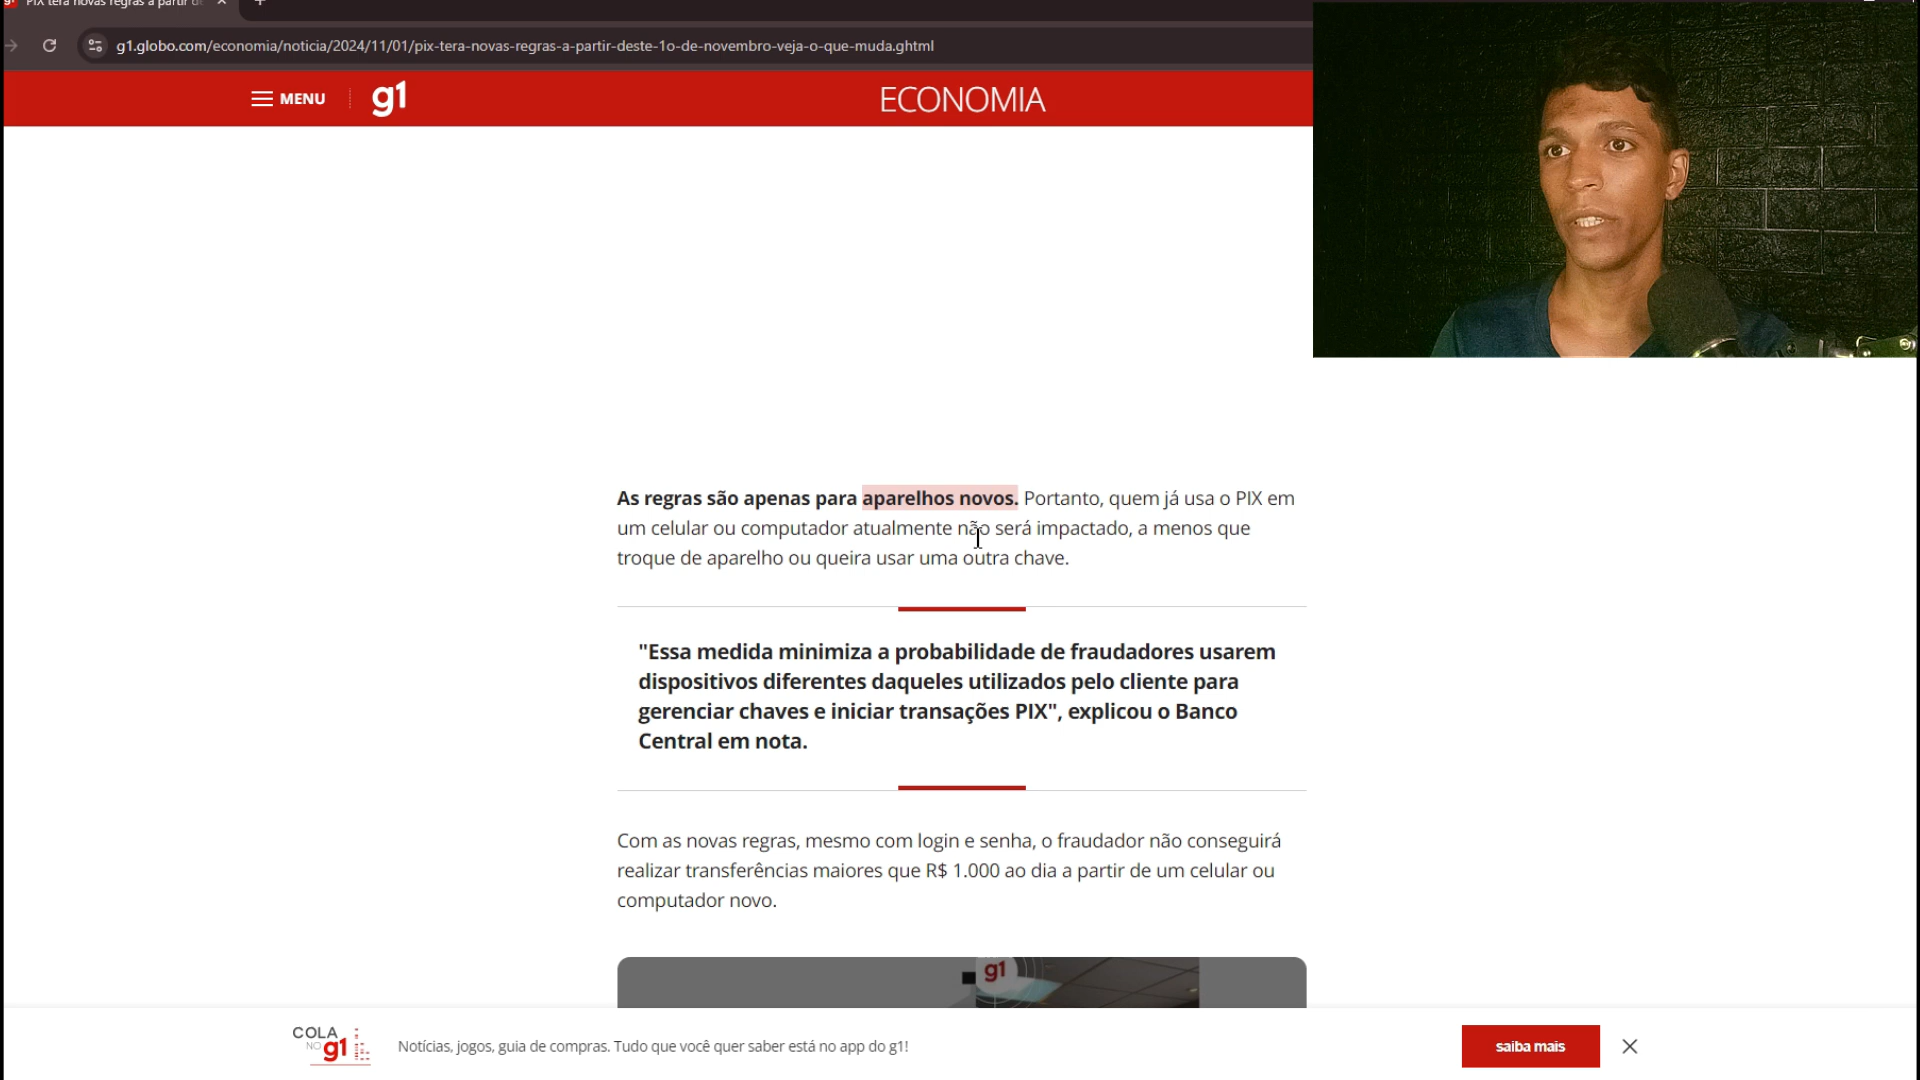 PIX terá novas regras a partir de
g1.globo.com/economia/noticia/2024/11/01/pix-tera-novas-regras-a-partir-deste-1o-de-novembro-veja-o-que-muda.ghtml
MENU
g1
ECONOMIA
As regras são apenas para aparelhos novos. Portanto, quem já usa o PIX em
um celular ou computador atualmente não será impactado, a menos que
troque de aparelho ou queira usar uma outra chave.
"Essa medida minimiza a probabilidade de fraudadores usarem
dispositivos diferentes daqueles utilizados pelo cliente para
gerenciar chaves e iniciar transações PIX", explicou o Banco
Central em nota.
Com as novas regras, mesmo com login e senha, o fraudador não conseguirá
realizar transferências maiores que R$ 1.000 ao dia a partir de um celular ou
computador novo.
g1
COLA
NO g1
Notícias, jogos, guia de compras. Tudo que você quer saber está no app do g1!
saiba mais